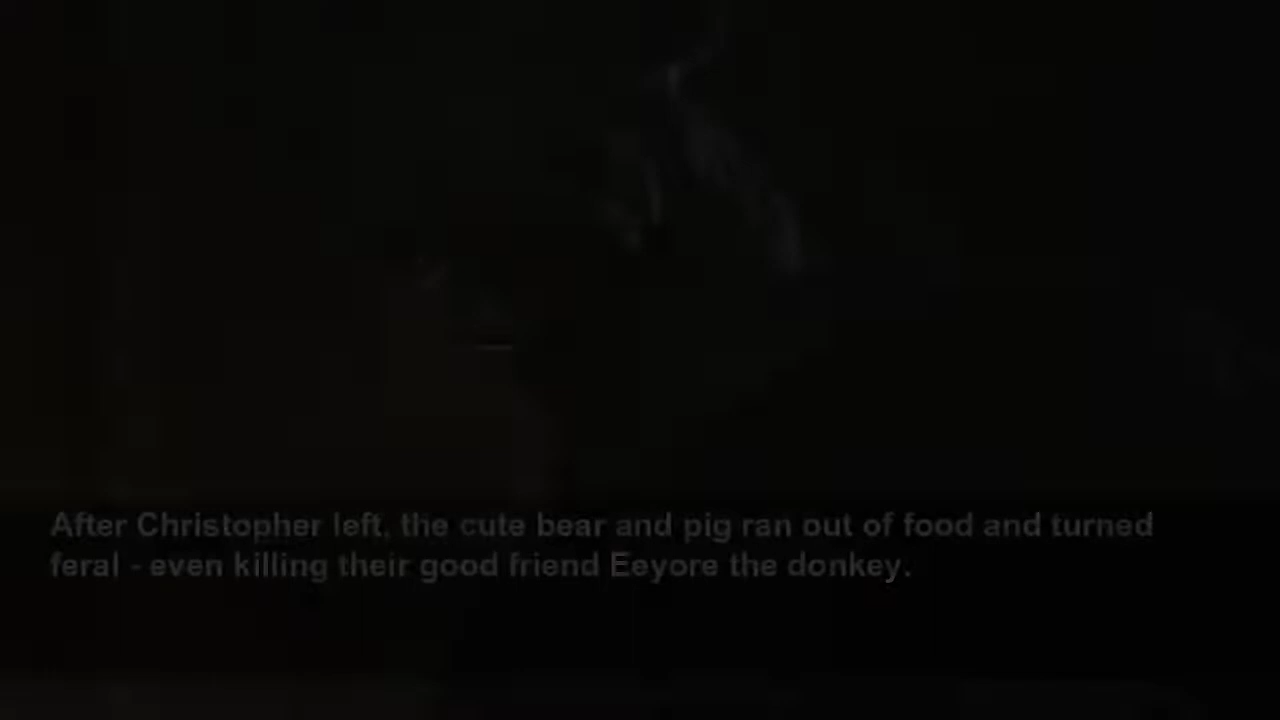 After Christopher left, the cute bear and pig ran out of food and turned
feral - even killing their good friend Eeyore the donkey.